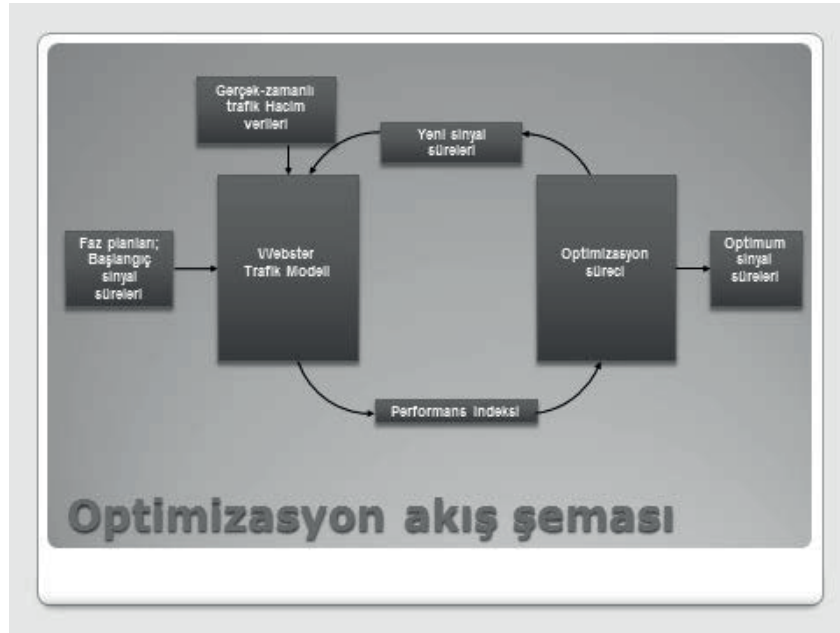 Gerçek-zamanlı
trafik Hacim
verileri
Yeni sinyal
süreleri
Faz planları;
Başlangıç
sinyal
süreleri
Webster
Trafik Modeli
Optimizasyon
süreci
Optimum
sinyal
süreleri
Performans indeksi
Optimizasyon akış şeması